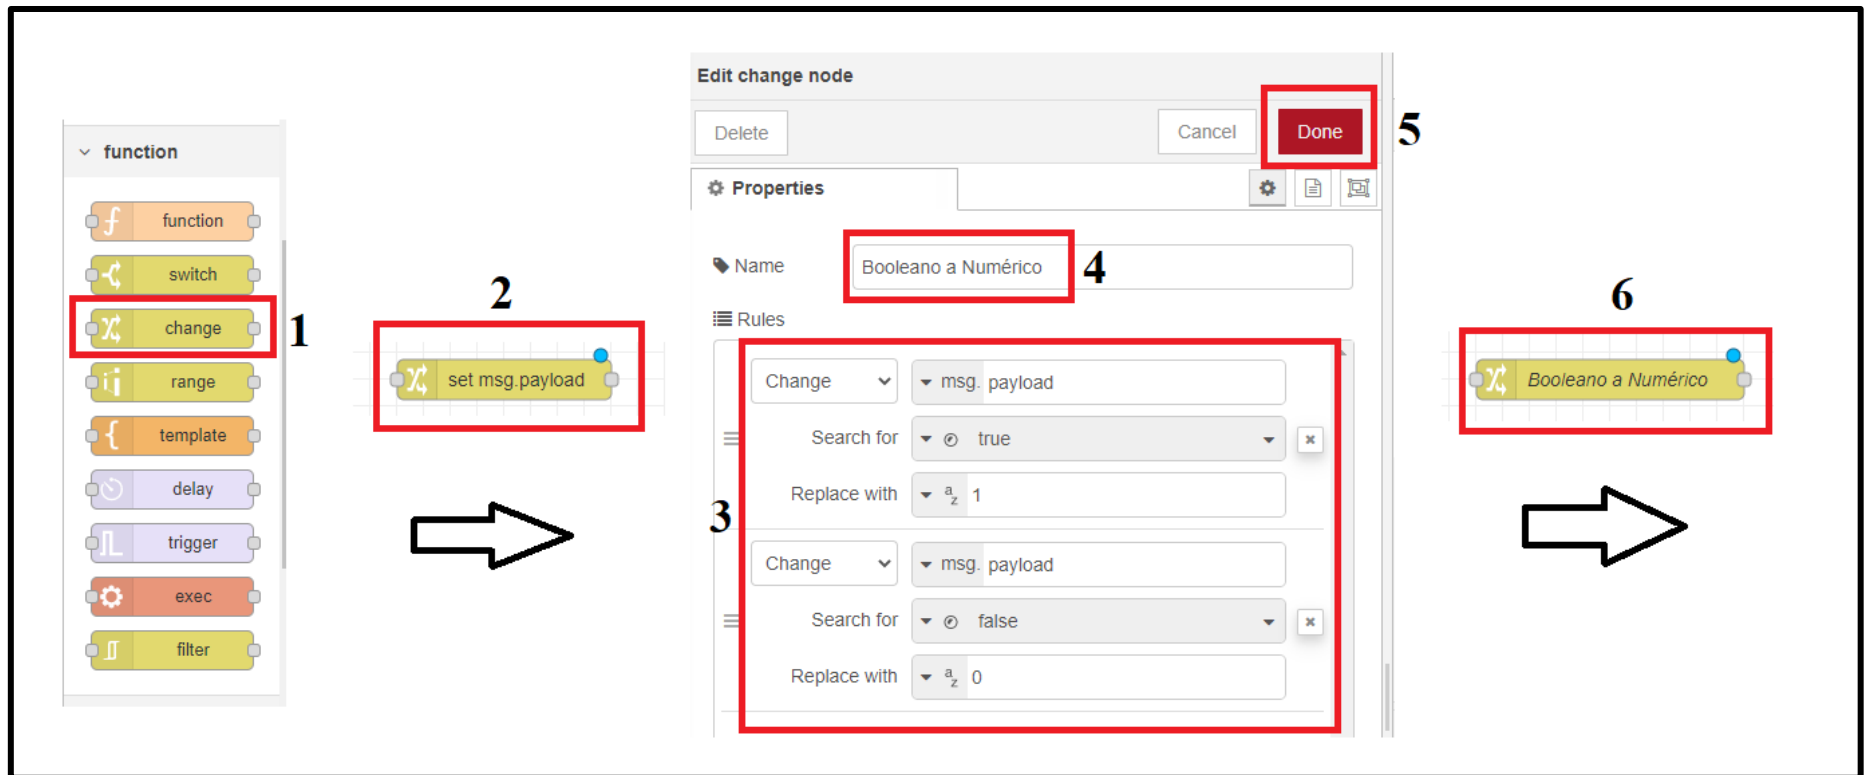 function
function
switch
change
range
template
delay
trigger
exec
filter
1
2
set msg.payload
Edit change node
Delete
Cancel
Done
5
Properties
Name
Booleano a Numérico
4
Rules
3
Change
msg. payload
Search for
true
Replace with
a
z 1
Change
msg. payload
Search for
false
Replace with
a
z 0
6
Booleano a Numérico